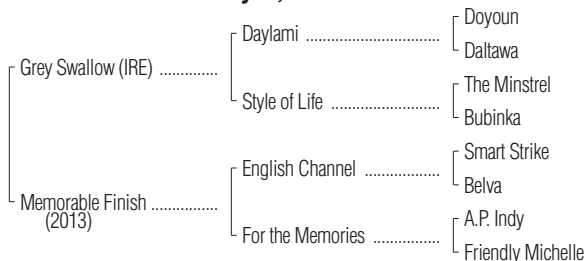 Doyoun
Daylami ..............................
Daltawa
Grey Swallow (IRE) ..............
The Minstrel
Style of Life ........................
Bubinka
Smart Strike
English Channel .................
Belva
Memorable Finish ...............
(2013)
A.P. Indy
For the Memories ...............
Friendly Michelle